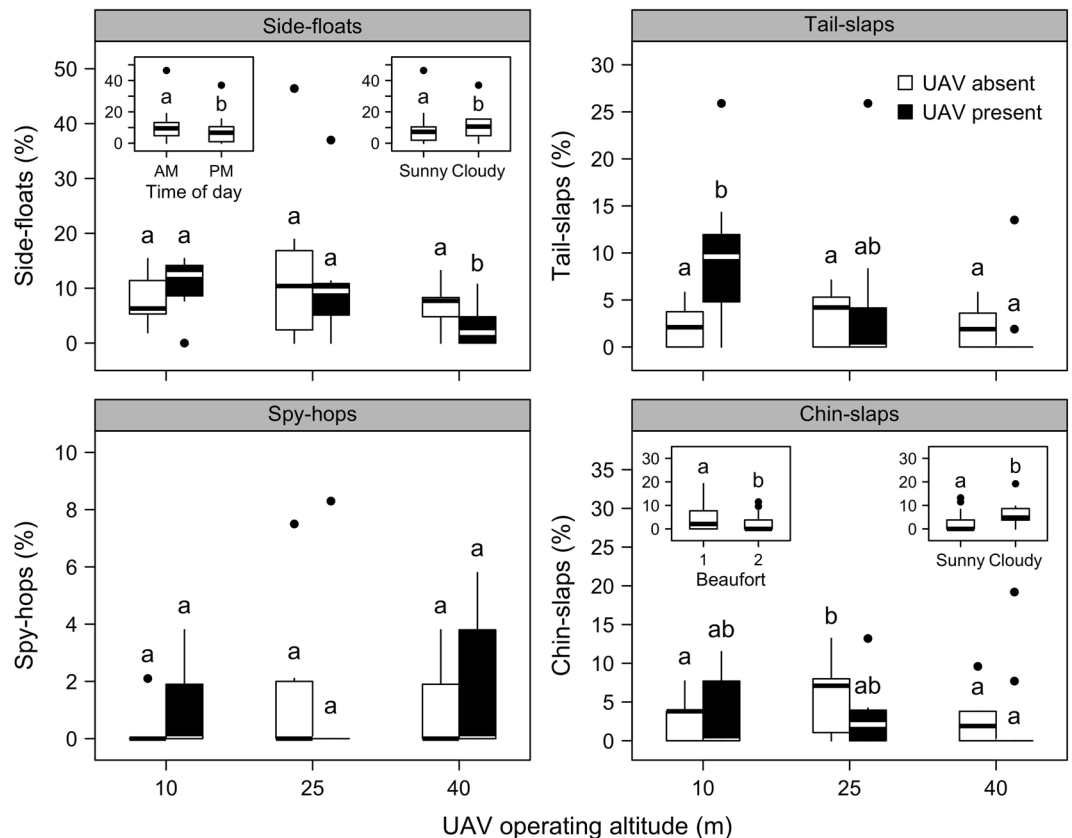 Side-floats
Tail-slaps
50
40
30
20
10
0
Side-floats (%)
40
20
0
a
b
AM
PM
Time of day
40
20
0
a
b
Sunny Cloudy
a
a
a
a
a
b
30
25
20
15
10
5
0
Tail-slaps (%)
UAV absent
UAV present
a
b
a
ab
a
a
Spy-hops
Chin-slaps
10
8
6
4
2
0
Spy-hops (%)
a
a
a
a
a
a
10
25
40
35
30
25
20
15
10
5
0
Chin-slaps (%)
30
20
10
0
a
b
1
2
Beaufort
30
20
10
0
a
b
Sunny Cloudy
a
ab
b
ab
a
a
10
25
40
UAV operating altitude (m)